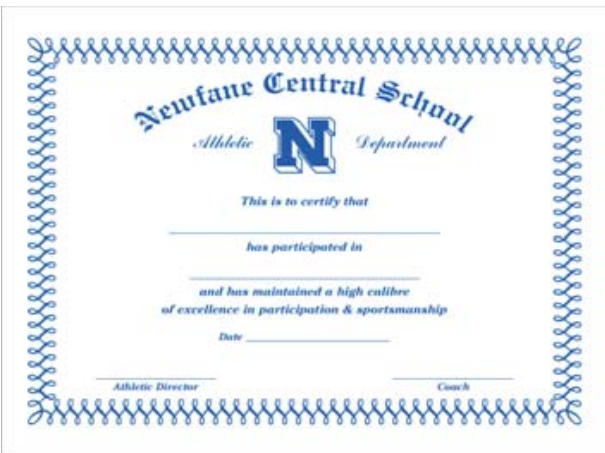 Newfane Central School
Athletic N Department
This is to certify that
has participated in
and has maintained a high calibre
of excellence in participation & sportsmanship
Date
Athletic Director Coach